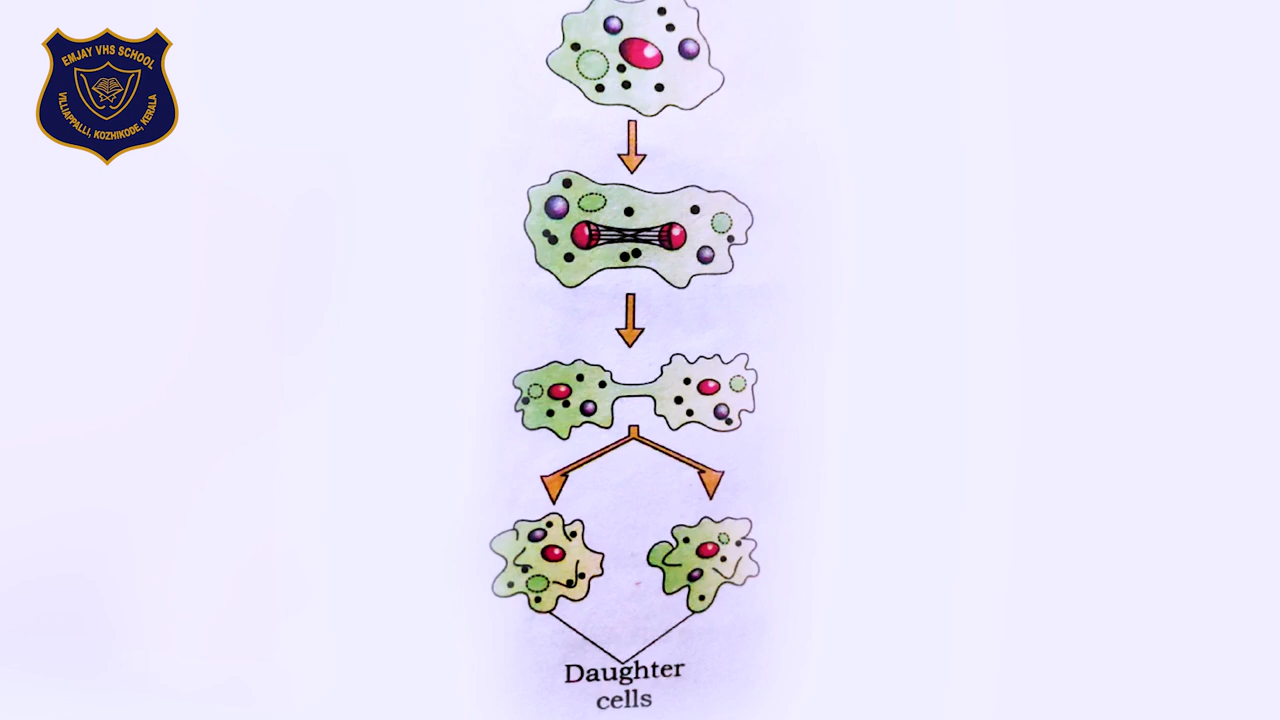 EMJAY VHS SCHOOL
VILLIAPPALLI, KOZHIKODE, KERALA
Daughter
cells